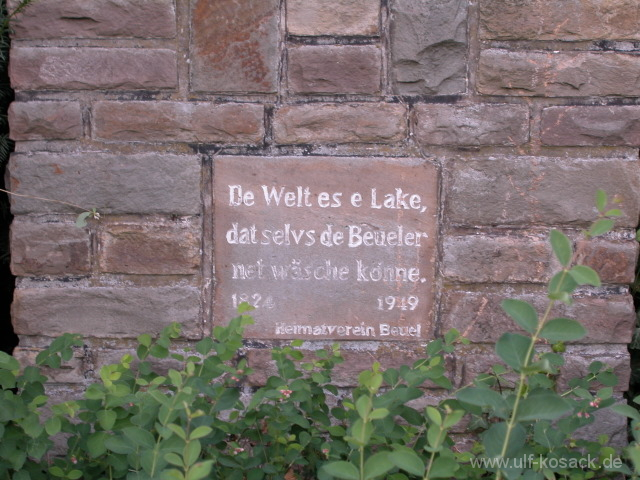 De Welt es e Lake,
dat selvs de Beueler
net wäsche könne.
1824 1949
Heimatverein Beuel
www.ulf-kosack.de